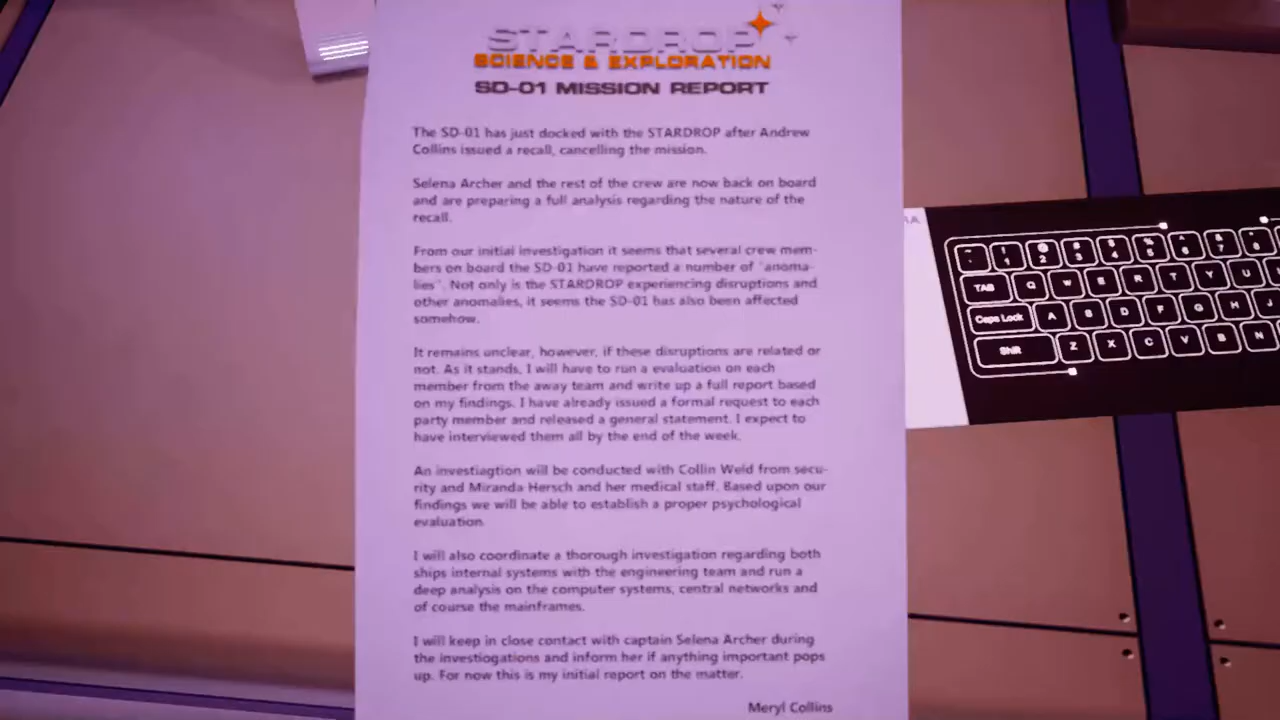 STARDROP
SCIENCE & EXPLORATION
SD-01 MISSION REPORT
The SD-01 has just docked with the STARDROP after Andrew
Collins issued a recall, cancelling the mission.
Selena Archer and the rest of the crew are now back on board
and are preparing a full analysis regarding the nature of the
recall.
From our initial investigation it seems that several crew mem-
bers on board the SD-01 have reported a number of "anoma-
lies". Not only is the STARDROP experiencing disruptions and
other anomalies, it seems the SD-01 has also been affected
somehow.
It remains unclear, however, if these disruptions are related or
not. As it stands, I will have to run a evaluation on each
member from the away team and write up a full report based
on my findings. I have already issued a formal request to each
party member and released a general statement. I expect to
have interviewed them all by the end of the week.
An investiagtion will be conducted with Collin Weld from secu-
rity and Miranda Hersch and her medical staff. Based upon our
findings we will be able to establish a proper psychological
evaluation.
I will also coordinate a thorough investigation regarding both
ships internal systems with the engineering team and run a
deep analysis on the computer systems, central networks and
of course the mainframes.
I will keep in close contact with captain Selena Archer during
the investiogations and inform her if anything important pops
up. For now this is my initial report on the matter.
Meryl Collins
1 2 3 4 5 6 7 8
TAB Q W E R T Y U
Caps Lock A S D F G H J
Shift Z X C V B N